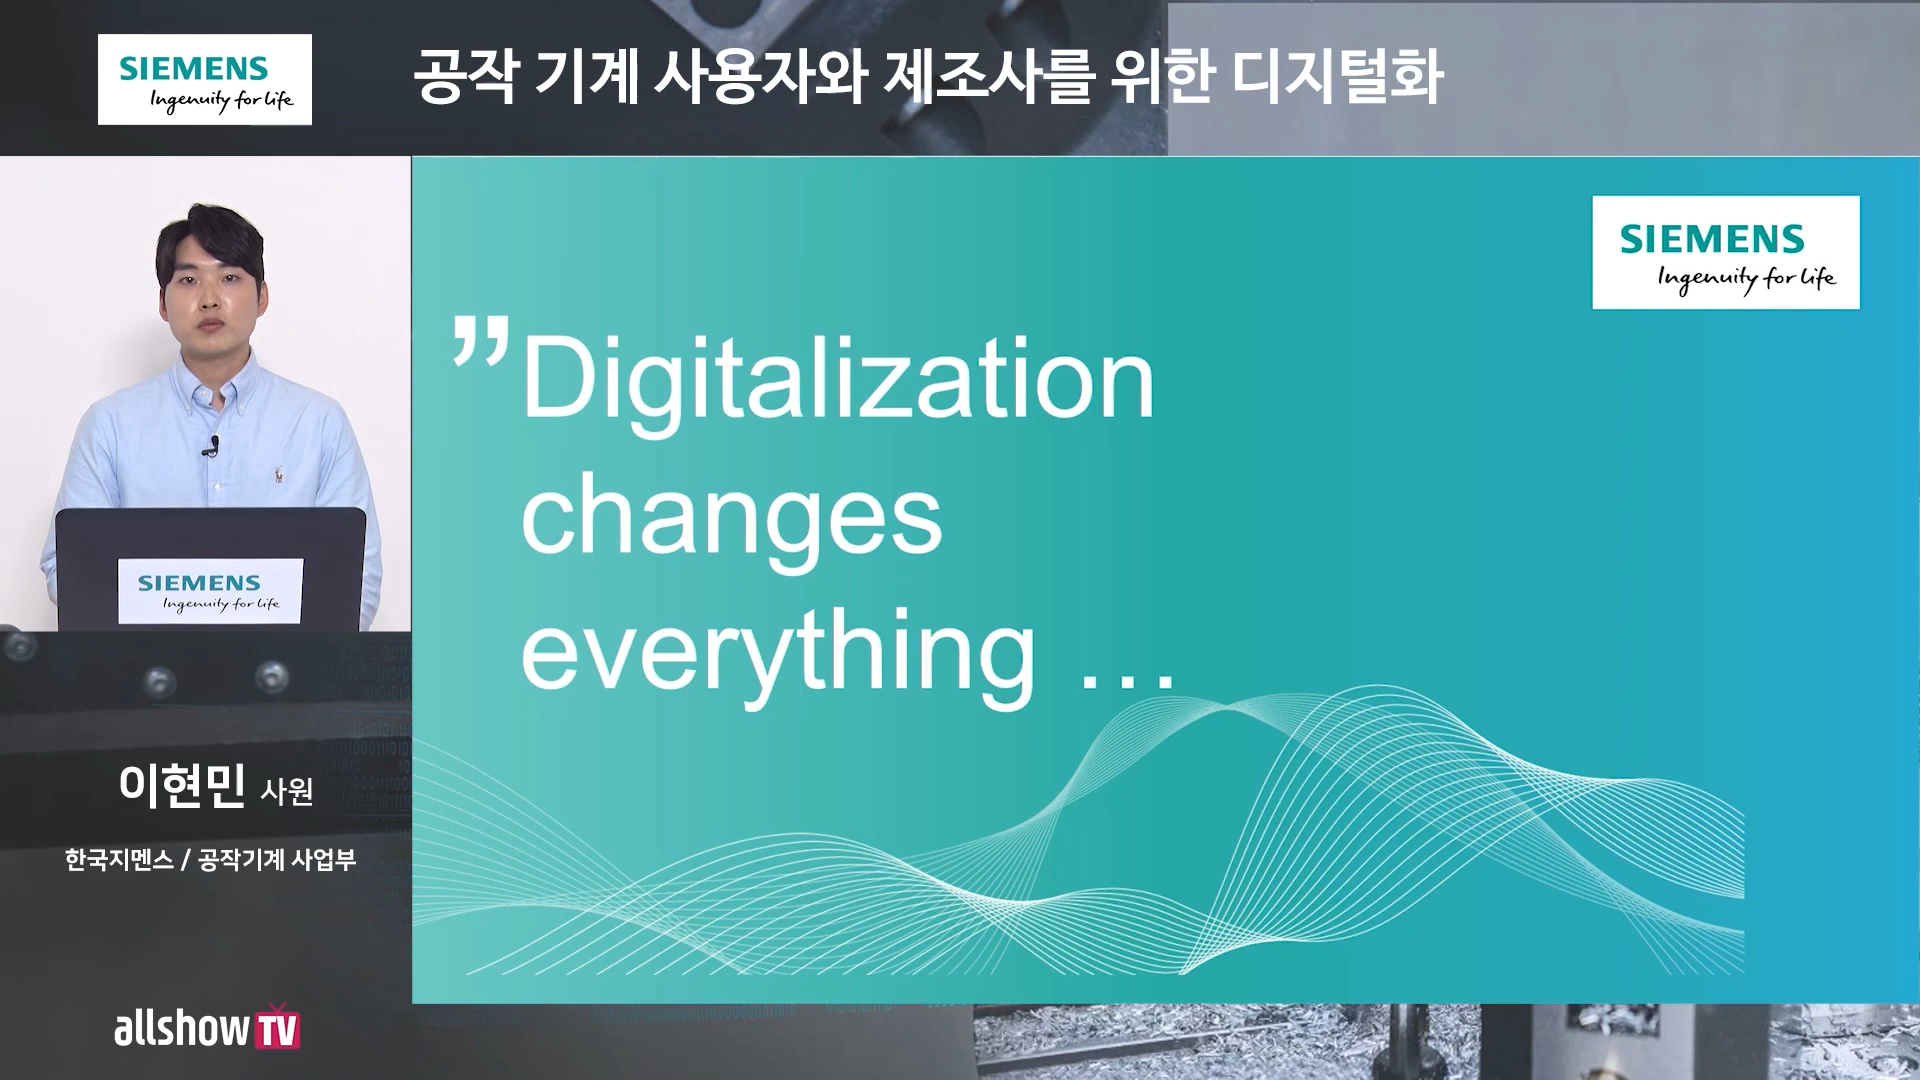 SIEMENS
Ingenuity for life
공작 기계 사용자와 제조사를 위한 디지털화
SIEMENS
Ingenuity for life
”Digitalization
changes
everything …
SIEMENS
Ingenuity for life
이현민 사원
한국지멘스 / 공작기계 사업부
allshow TV